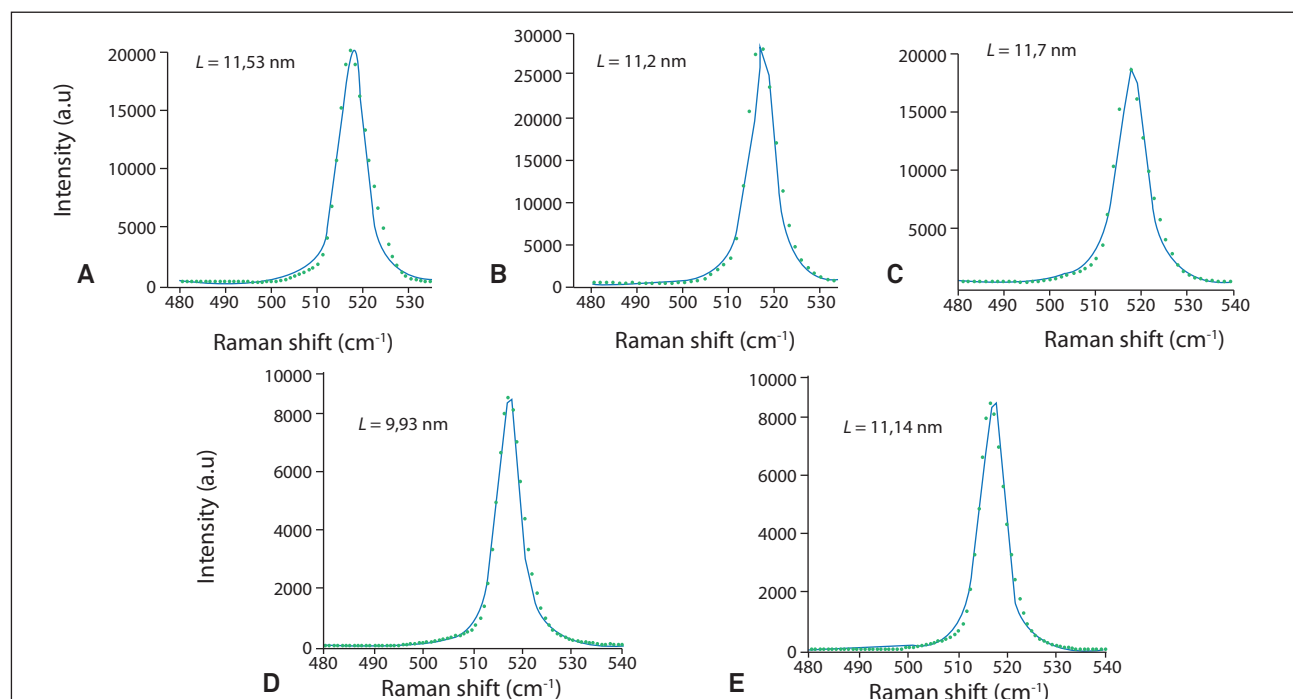 L = 11,53 nm
20000
15000
10000
5000
0
480 490 500 510 520 530
Intensity (a.u)
Raman shift (cm-1)
A
L = 11,2 nm
30000
25000
20000
15000
10000
5000
0
480 490 500 510 520 530
Raman shift (cm-1)
B
L = 11,7 nm
20000
15000
10000
5000
0
480 490 500 510 520 530 540
Raman shift (cm-1)
C
L = 9,93 nm
10000
8000
6000
4000
2000
0
480 490 500 510 520 530 540
Intensity (a.u)
Raman shift (cm-1)
D
L = 11,14 nm
10000
8000
6000
4000
2000
0
480 490 500 510 520 530 540
Raman shift (cm-1)
E